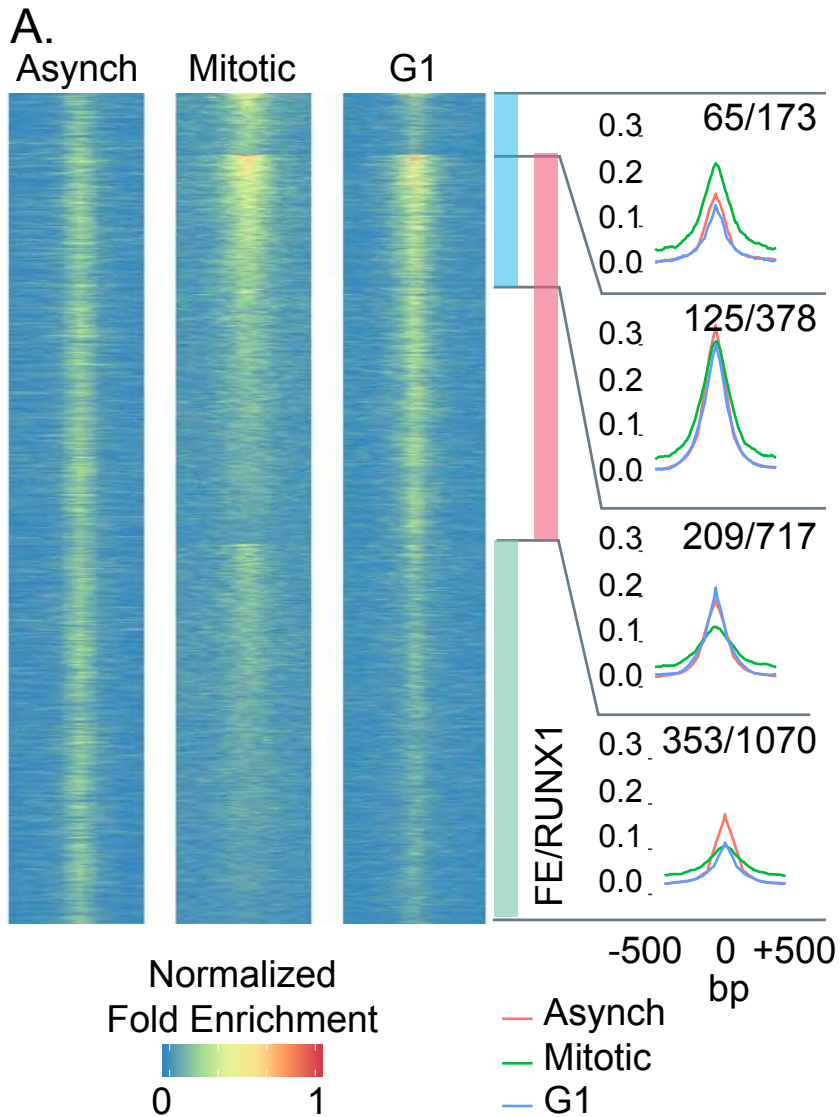 A.
Asynch Mitotic G1
65/173
0.3
0.2
0.1
0.0
125/378
0.3
0.2
0.1
0.0
209/717
0.3
0.2
0.1
0.0
353/1070
0.3
0.2
0.1
0.0
FE/RUNX1
-500 0 +500
bp
Normalized
Fold Enrichment
0 1
Asynch
Mitotic
G1